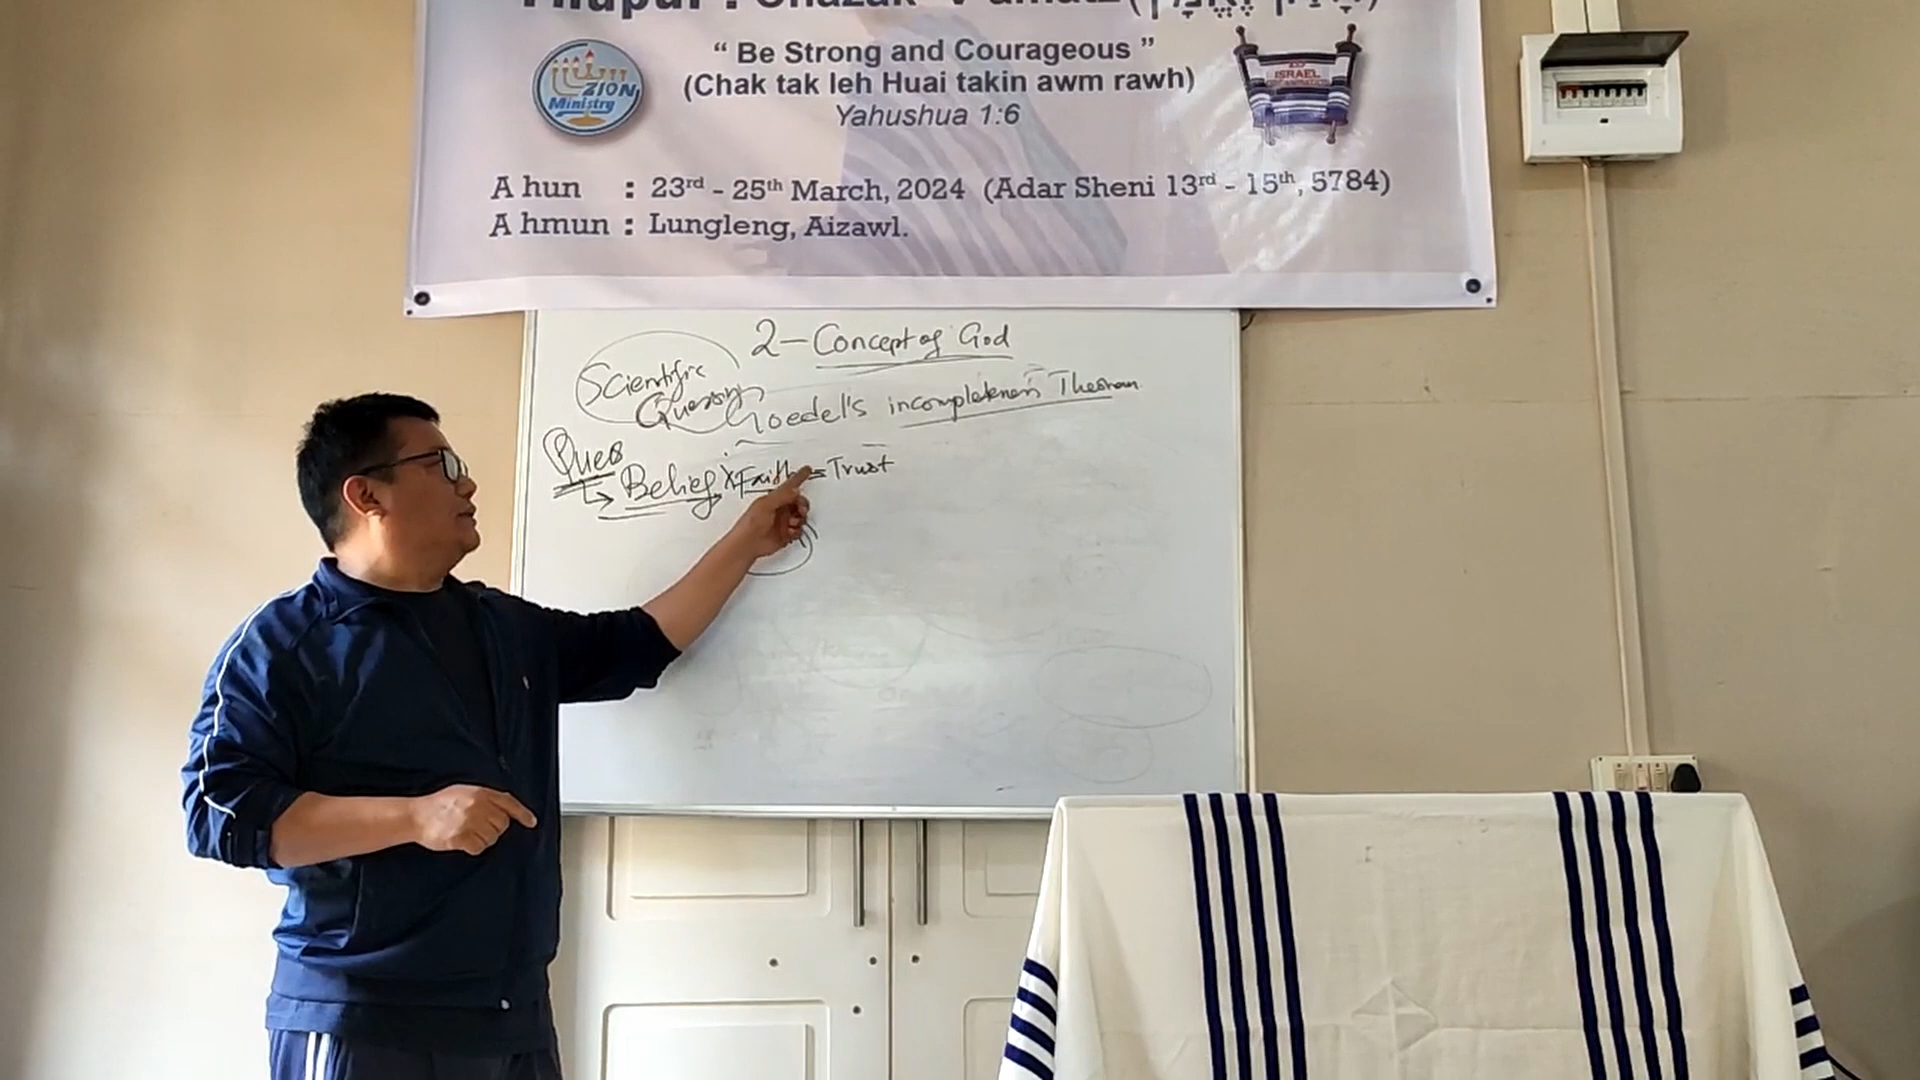 " Be Strong and Courageous "
(Chak tak leh Huai takin awm rawh)
Yahushua 1:6
ZION
Ministry
ISRAEL
A hun : 23rd - 25th March, 2024 (Adar Sheni 13rd - 15th, 5784)
A hmun : Lungleng, Aizawl.
2 - Concept of God
Scientific
Goedel's incompleteness Theorem
Ques
Belief X Faith = Trust